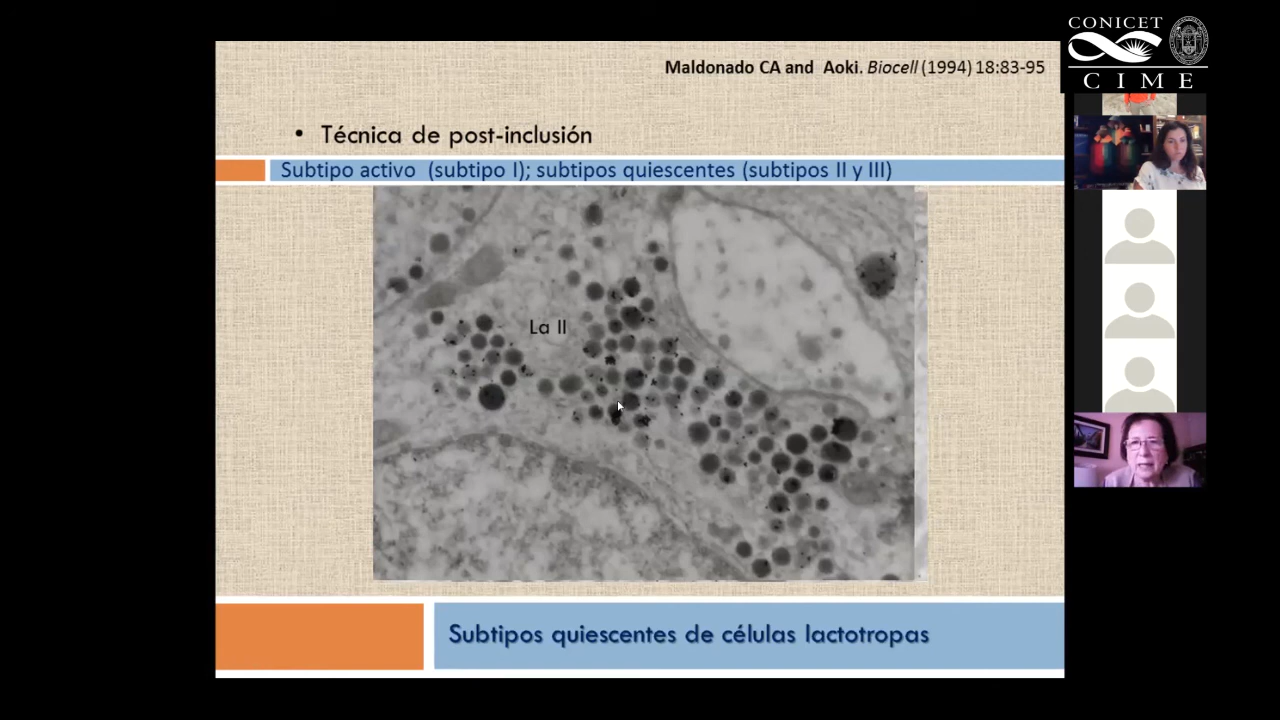 CONICET
CIME
Maldonado CA and Aoki. Biocell (1994) 18:83-95
• Técnica de post-inclusión
Subtipo activo (subtipo I); subtipos quiescentes (subtipos II y III)
La II
Subtipos quiescentes de células lactotropas